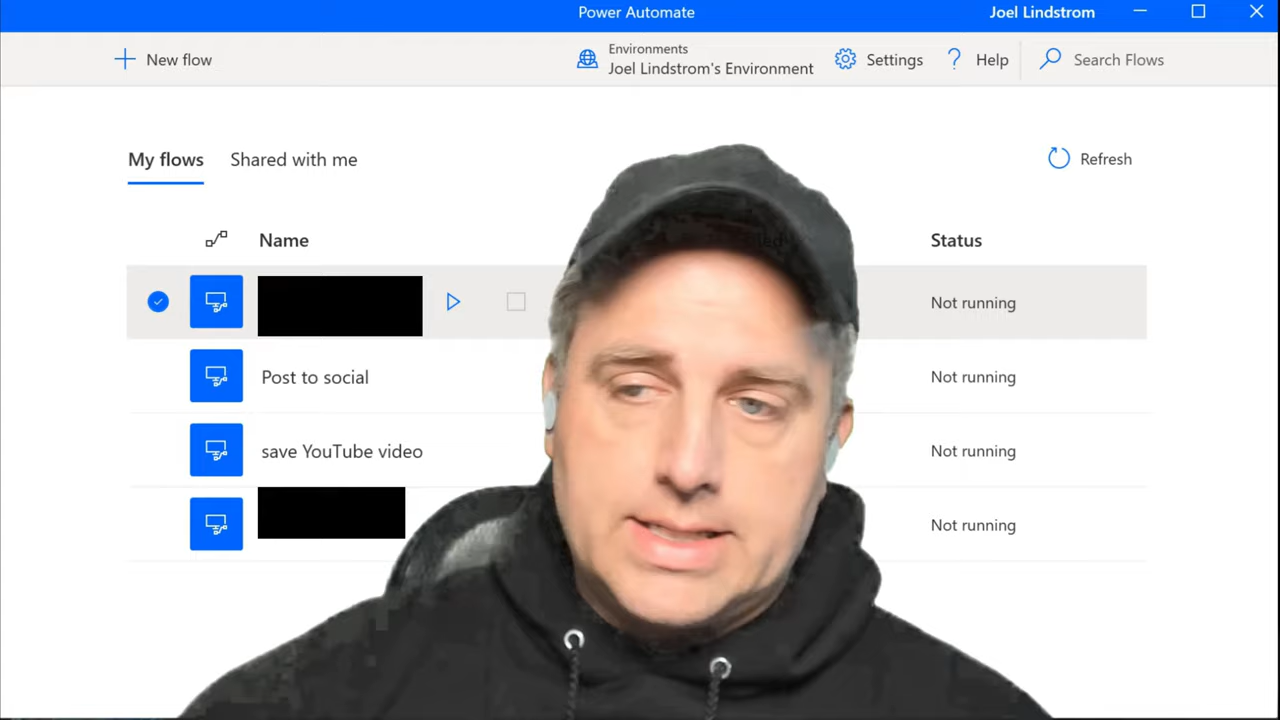 Power Automate
Joel Lindstrom
New flow
Environments
Joel Lindstrom's Environment
Settings
Help
Search Flows
My flows
Shared with me
Refresh
Name
Status
Not running
Post to social
Not running
save YouTube video
Not running
Not running